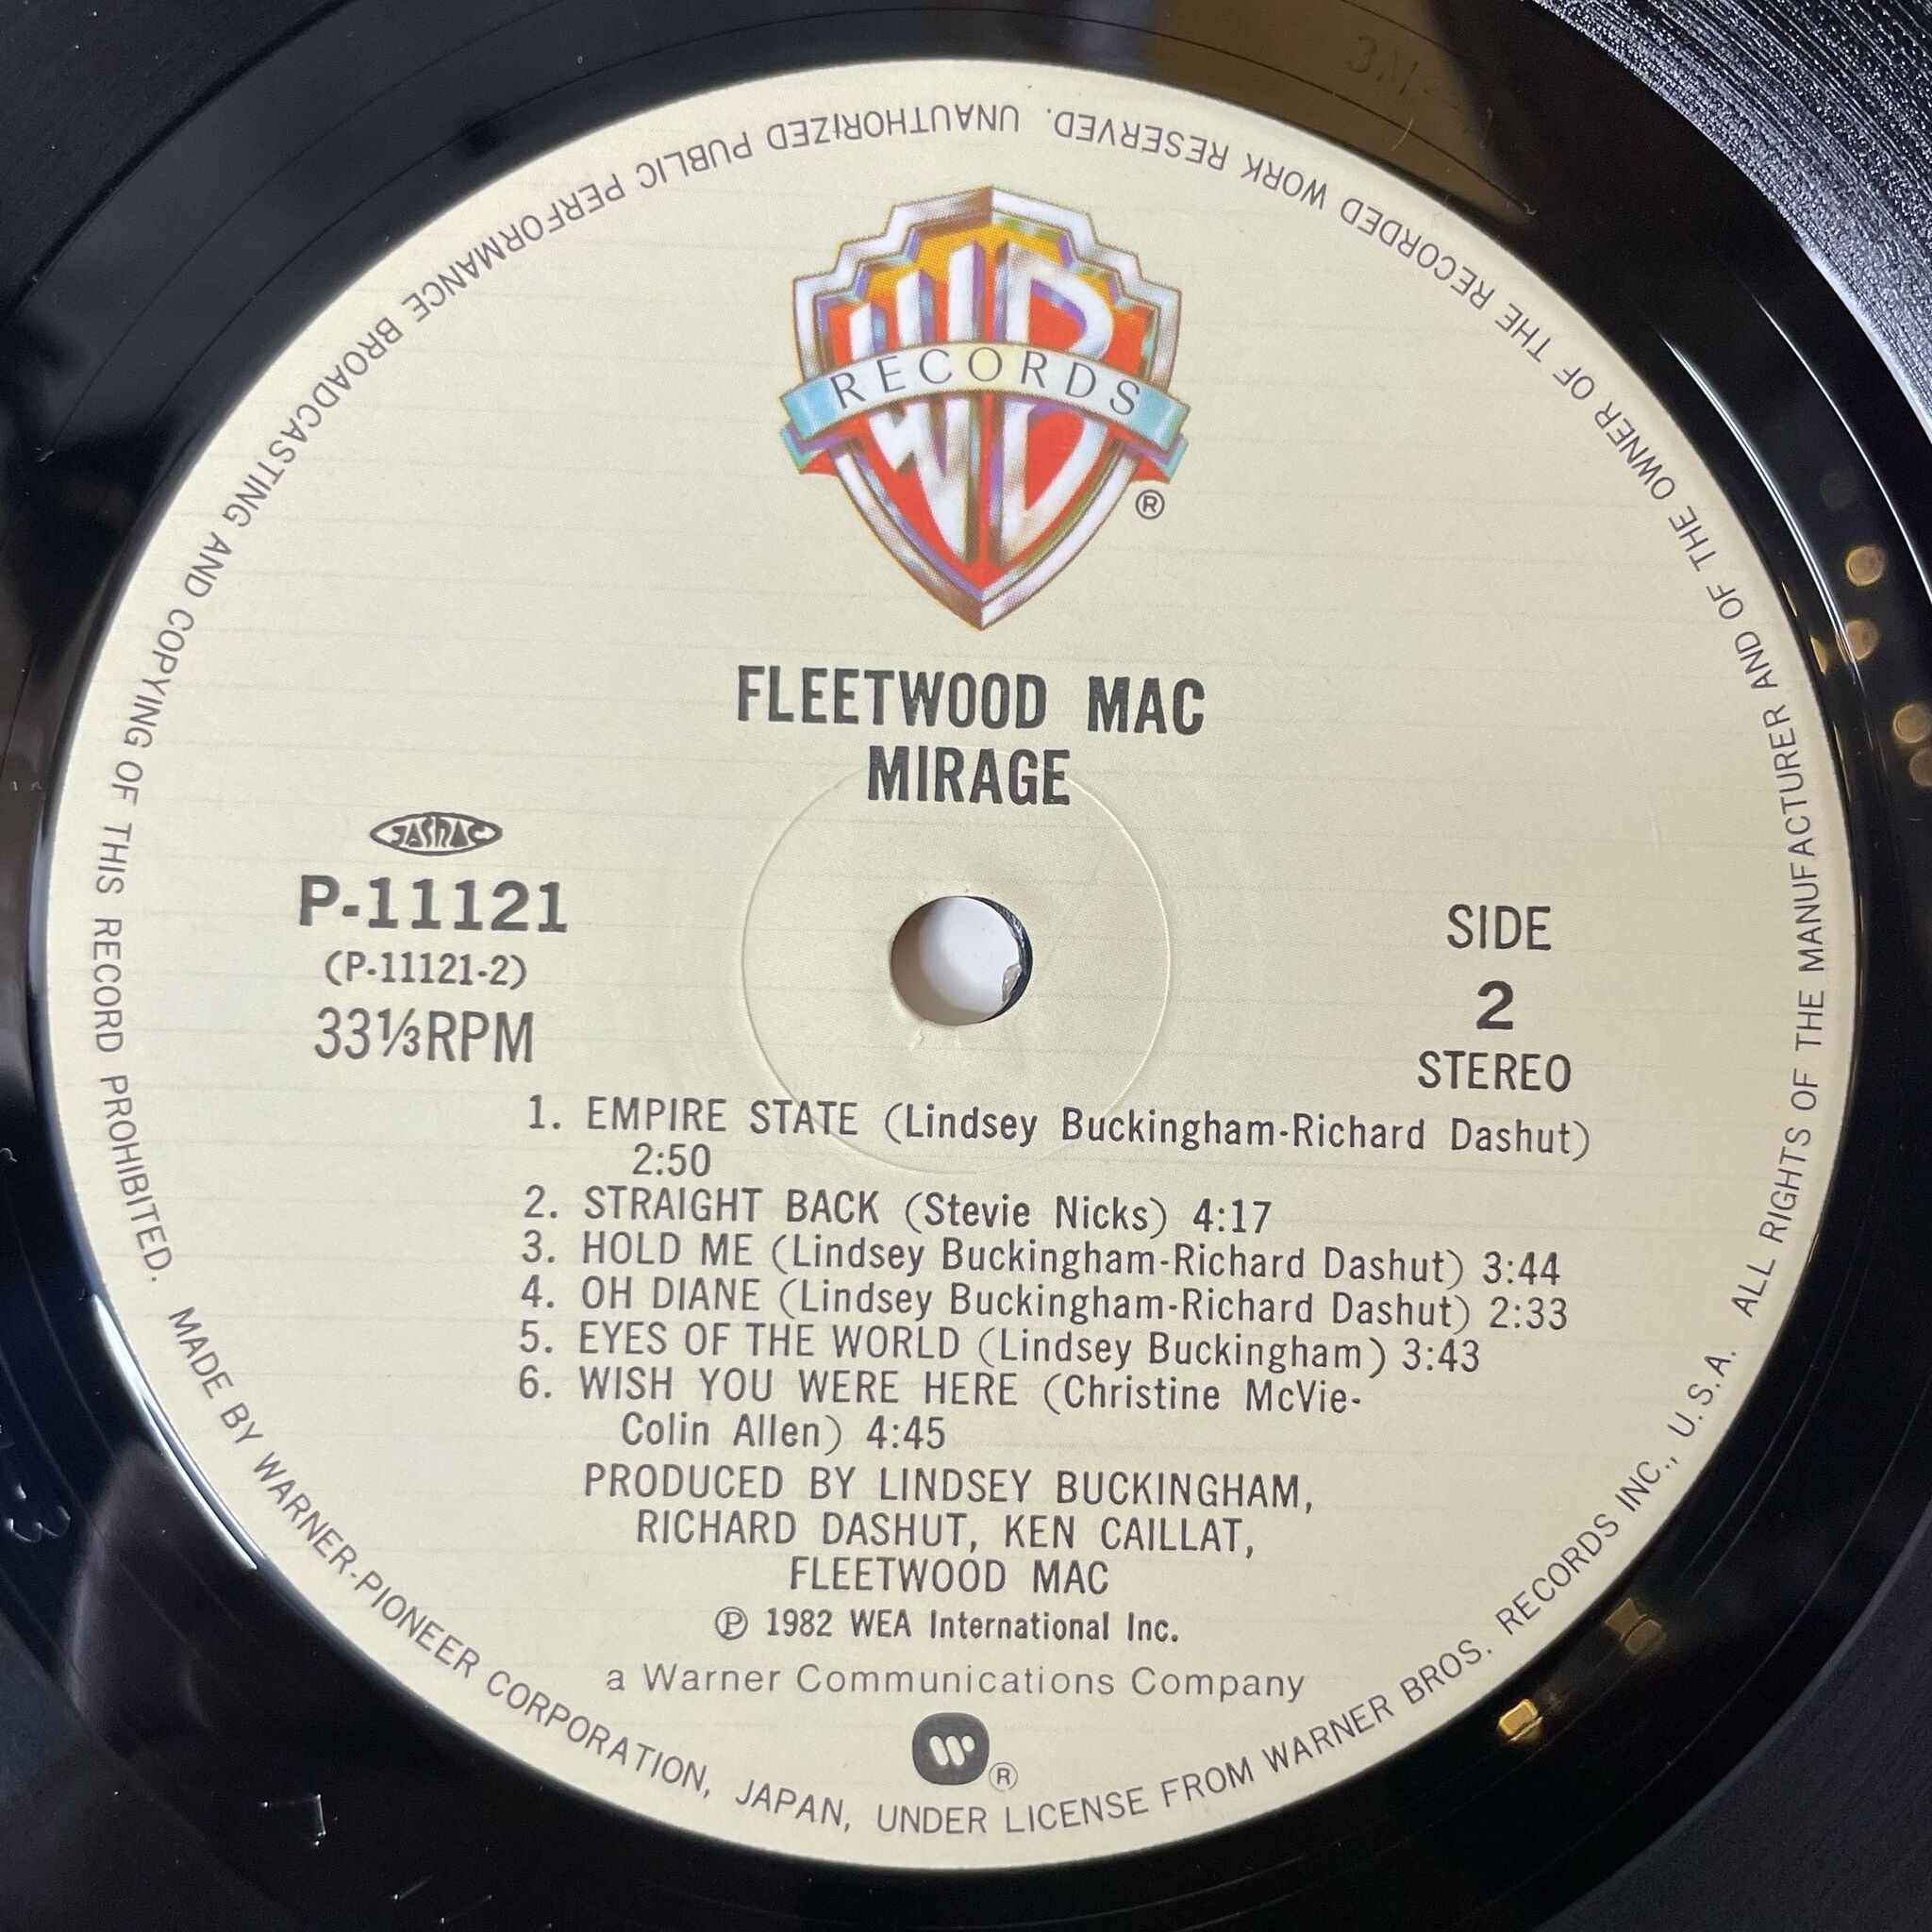 WB
RECORDS
®
FLEETWOOD MAC
MIRAGE
JASRAC
P-11121
(P-11121-2)
33⅓RPM
SIDE
2
STEREO
1. EMPIRE STATE (Lindsey Buckingham-Richard Dashut)
2:50
2. STRAIGHT BACK (Stevie Nicks) 4:17
3. HOLD ME (Lindsey Buckingham-Richard Dashut) 3:44
4. OH DIANE (Lindsey Buckingham-Richard Dashut) 2:33
5. EYES OF THE WORLD (Lindsey Buckingham) 3:43
6. WISH YOU WERE HERE (Christine McVie-
Colin Allen) 4:45
PRODUCED BY LINDSEY BUCKINGHAM,
RICHARD DASHUT, KEN CAILLAT,
FLEETWOOD MAC
℗ 1982 WEA International Inc.
a Warner Communications Company
®
ALL RIGHTS OF THE MANUFACTURER AND OF THE OWNER OF THE RECORDED WORK RESERVED. UNAUTHORIZED PUBLIC PERFORMANCE BROADCASTING AND COPYING OF THIS RECORD PROHIBITED.
MADE BY WARNER-PIONEER CORPORATION, JAPAN, UNDER LICENSE FROM WARNER BROS. RECORDS INC., U.S.A.